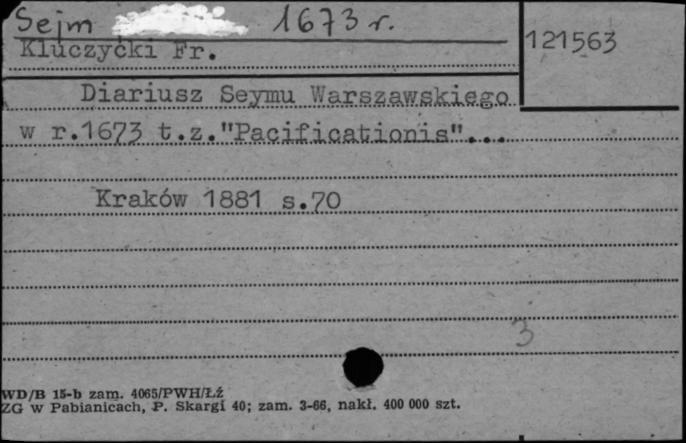 Sejm 1673 r.
121563
Kluczycki Fr.
Diariusz Seymu Warszawskiego
w r.1673 t.z."Pacificationis"...
Kraków 1881 s.70
3
WD/B 15-b zam. 4065/PWH/Łź
ZG w Pabianicach, P. Skargi 40; zam. 3-66, nakł. 400 000 szt.